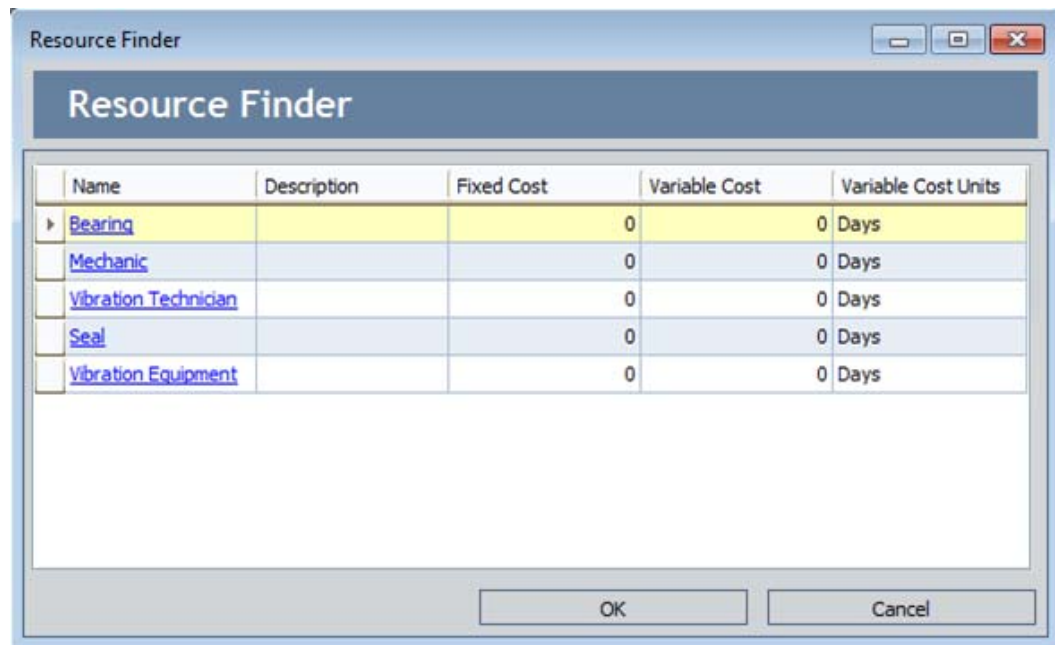 Resource Finder
Resource Finder
Name Description Fixed Cost Variable Cost Variable Cost Units
Bearing 0 0 Days
Mechanic 0 0 Days
Vibration Technician 0 0 Days
Seal 0 0 Days
Vibration Equipment 0 0 Days
OK Cancel